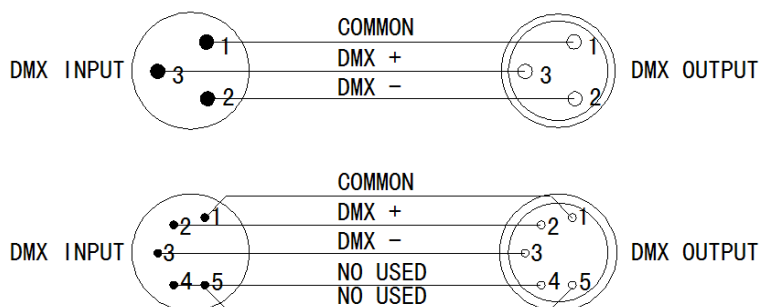 COMMON
DMX +
DMX INPUT 1 3 2 1 3 2 DMX OUTPUT
DMX -
COMMON
DMX +
DMX INPUT 1 2 3 4 5 1 2 3 4 5 DMX OUTPUT
DMX -
NO USED
NO USED